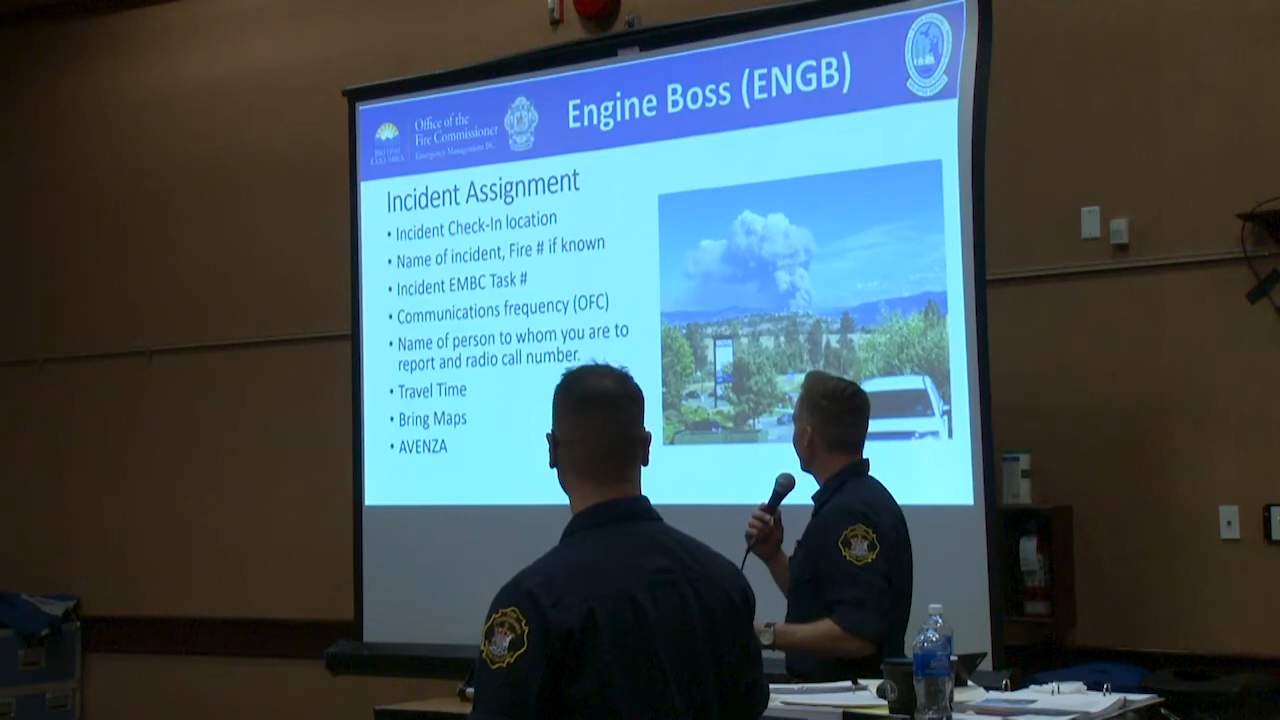 Engine Boss (ENGB)
BRITISH
COLUMBIA
Office of the
Fire Commissioner
Emergency Management BC
Incident Assignment
• Incident Check-In location
• Name of incident, Fire # if known
• Incident EMBC Task #
• Communications frequency (OFC)
• Name of person to whom you are to
report and radio call number.
• Travel Time
• Bring Maps
• AVENZA